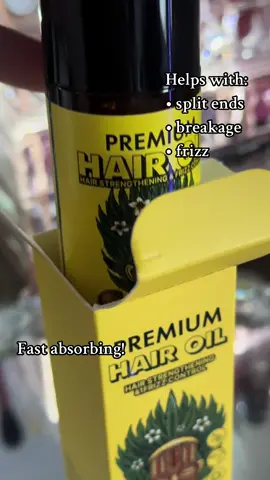 Helps with:
• split ends
• breakage
• frizz
PREMIUM
HAIR OIL
HAIR STRENGTHENING
Fast absorbing!
PREMIUM
HAIR OIL
HAIR STRENGTHENING
& FRIZZ CONTROL